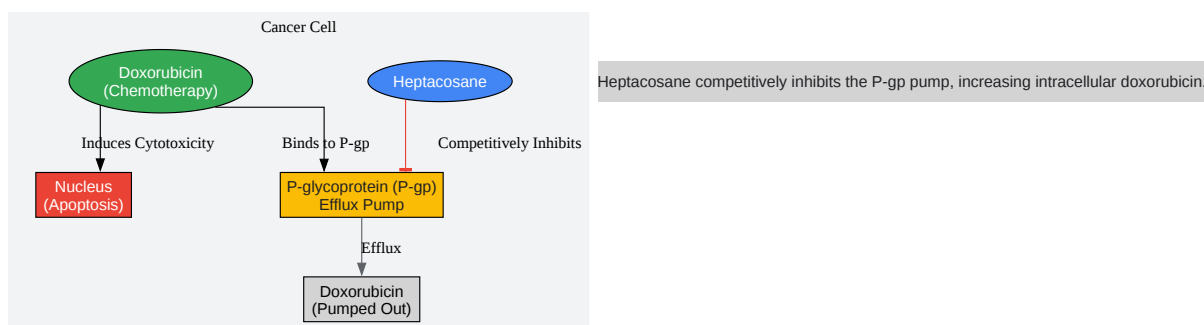 Cancer Cell
Doxorubicin
(Chemotherapy)
Heptacosane
Heptacosane competitively inhibits the P-gp pump, increasing intracellular doxorubicin.
Induces Cytotoxicity
Binds to P-gp
Competitively Inhibits
Nucleus
(Apoptosis)
P-glycoprotein (P-gp)
Efflux Pump
Efflux
Doxorubicin
(Pumped Out)